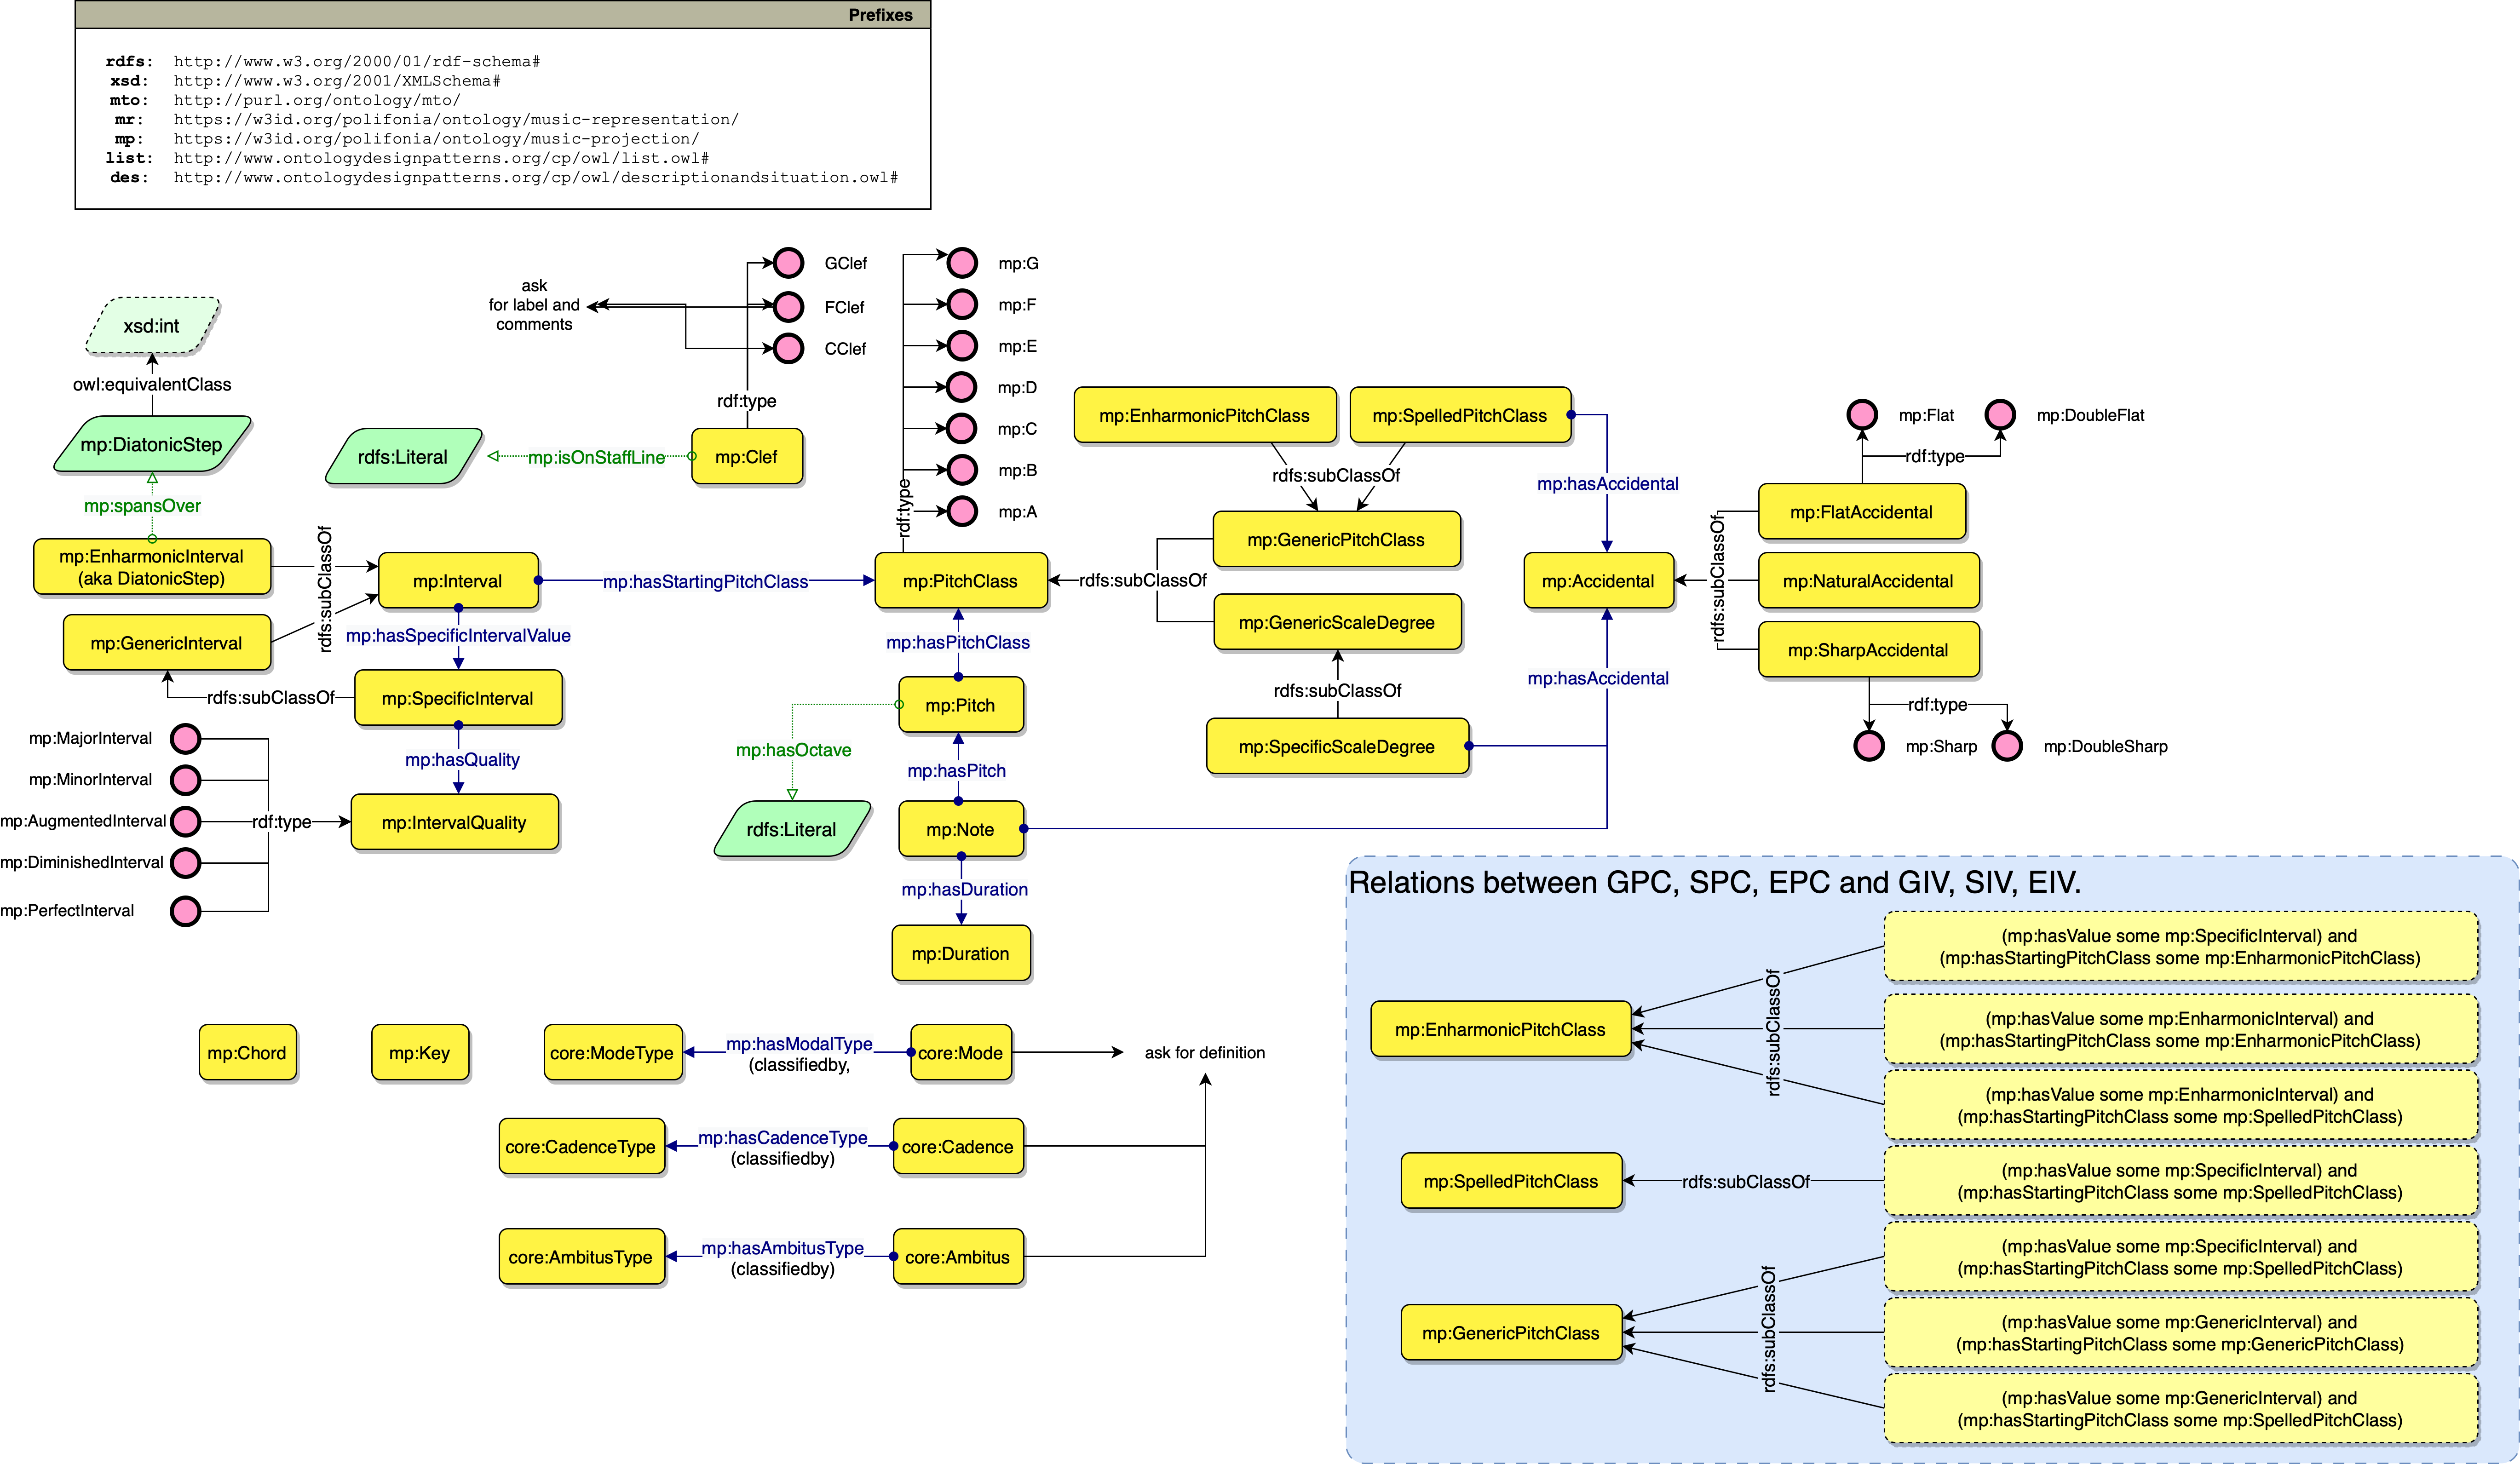 Prefixes
rdfs: http://www.w3.org/2000/01/rdf-schema#
xsd: http://www.w3.org/2001/XMLSchema#
mto: http://purl.org/ontology/mto/
mr: https://w3id.org/polifonia/ontology/music-representation/
mp: https://w3id.org/polifonia/ontology/music-projection/
list: http://www.ontologydesignpatterns.org/cp/owl/list.owl#
des: http://www.ontologydesignpatterns.org/cp/owl/descriptionandsituation.owl#
xsd:int
owl:equivalentClass
mp:DiatonicStep
mp:spansOver
mp:EnharmonicInterval
(aka DiatonicStep)
mp:GenericInterval
rdfs:subClassOf
mp:Interval
mp:hasSpecificIntervalValue
rdfs:subClassOf
mp:SpecificInterval
mp:hasQuality
mp:IntervalQuality
mp:MajorInterval
mp:MinorInterval
mp:AugmentedInterval
mp:DiminishedInterval
mp:PerfectInterval
rdf:type
ask
for label and
comments
GClef
FClef
CClef
rdf:type
rdfs:Literal
mp:isOnStaffLine
mp:Clef
mp:hasStartingPitchClass
mp:G
mp:F
mp:E
mp:D
mp:C
mp:B
mp:A
rdf:type
mp:PitchClass
mp:hasPitchClass
mp:Pitch
mp:hasOctave
rdfs:Literal
mp:hasPitch
mp:Note
mp:hasDuration
mp:Duration
mp:EnharmonicPitchClass
mp:SpelledPitchClass
rdfs:subClassOf
mp:GenericPitchClass
rdfs:subClassOf
mp:GenericScaleDegree
rdfs:subClassOf
mp:SpecificScaleDegree
mp:hasAccidental
mp:Accidental
mp:hasAccidental
mp:Flat
mp:DoubleFlat
rdf:type
mp:FlatAccidental
mp:NaturalAccidental
mp:SharpAccidental
rdfs:subClassOf
rdf:type
mp:Sharp
mp:DoubleSharp
mp:Chord
mp:Key
core:ModeType
mp:hasModalType
(classifiedby,
core:Mode
ask for definition
core:CadenceType
mp:hasCadenceType
(classifiedby)
core:Cadence
core:AmbitusType
mp:hasAmbitusType
(classifiedby)
core:Ambitus
Relations between GPC, SPC, EPC and GIV, SIV, EIV.
mp:EnharmonicPitchClass
rdfs:subClassOf
(mp:hasValue some mp:SpecificInterval) and
(mp:hasStartingPitchClass some mp:EnharmonicPitchClass)
(mp:hasValue some mp:EnharmonicInterval) and
(mp:hasStartingPitchClass some mp:EnharmonicPitchClass)
(mp:hasValue some mp:EnharmonicInterval) and
(mp:hasStartingPitchClass some mp:SpelledPitchClass)
mp:SpelledPitchClass
rdfs:subClassOf
(mp:hasValue some mp:SpecificInterval) and
(mp:hasStartingPitchClass some mp:SpelledPitchClass)
mp:GenericPitchClass
rdfs:subClassOf
(mp:hasValue some mp:SpecificInterval) and
(mp:hasStartingPitchClass some mp:SpelledPitchClass)
(mp:hasValue some mp:GenericInterval) and
(mp:hasStartingPitchClass some mp:GenericPitchClass)
(mp:hasValue some mp:GenericInterval) and
(mp:hasStartingPitchClass some mp:SpelledPitchClass)